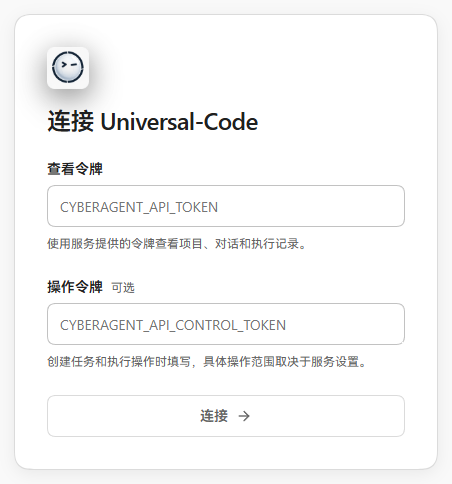 连接 Universal-Code
查看令牌
CYBERAGENT_API_TOKEN
使用服务提供的令牌查看项目、对话和执行记录。
操作令牌 可选
CYBERAGENT_API_CONTROL_TOKEN
创建任务和执行操作时填写，具体操作范围取决于服务设置。
连接 →